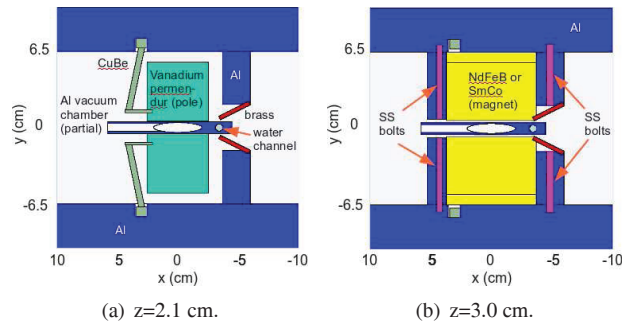 6.5
CuBe
Al
Vanadium
permen-
dur (pole)
Al vacuum
chamber
(partial)
brass
water
channel
0
y (cm)
-6.5
Al
10
5
0
-5
-10
x (cm)
(a) z=2.1 cm.
Al
6.5
NdFeB or
SmCo
(magnet)
SS
bolts
SS
bolts
0
y (cm)
-6.5
10
5
0
-5
-10
x (cm)
(b) z=3.0 cm.